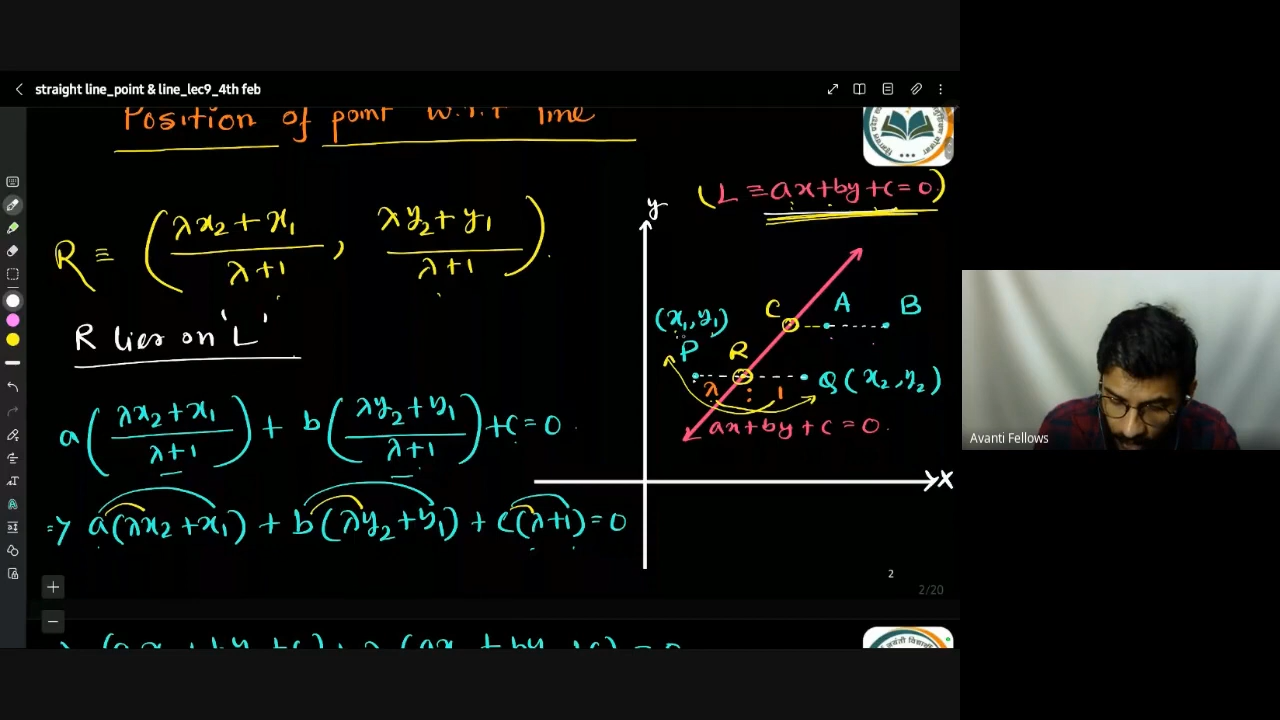 straight line_point & line_lec9_4th feb
Position of point w.r.t line
(L ≡ ax+by+c=0)
y
R ≡ ( λx₂+x₁ / λ+1 , λy₂+y₁ / λ+1 ).
R lies on 'L'
C A B
(x₁,y₁)
P R
λ : 1 Q(x₂,y₂)
ax+by+c=0.
x
a( λx₂+x₁ / λ+1 ) + b( λy₂+y₁ / λ+1 ) +c=0
=> a(λx₂+x₁) + b(λy₂+y₁) + c(λ+1)=0
2
2/20
Avanti Fellows